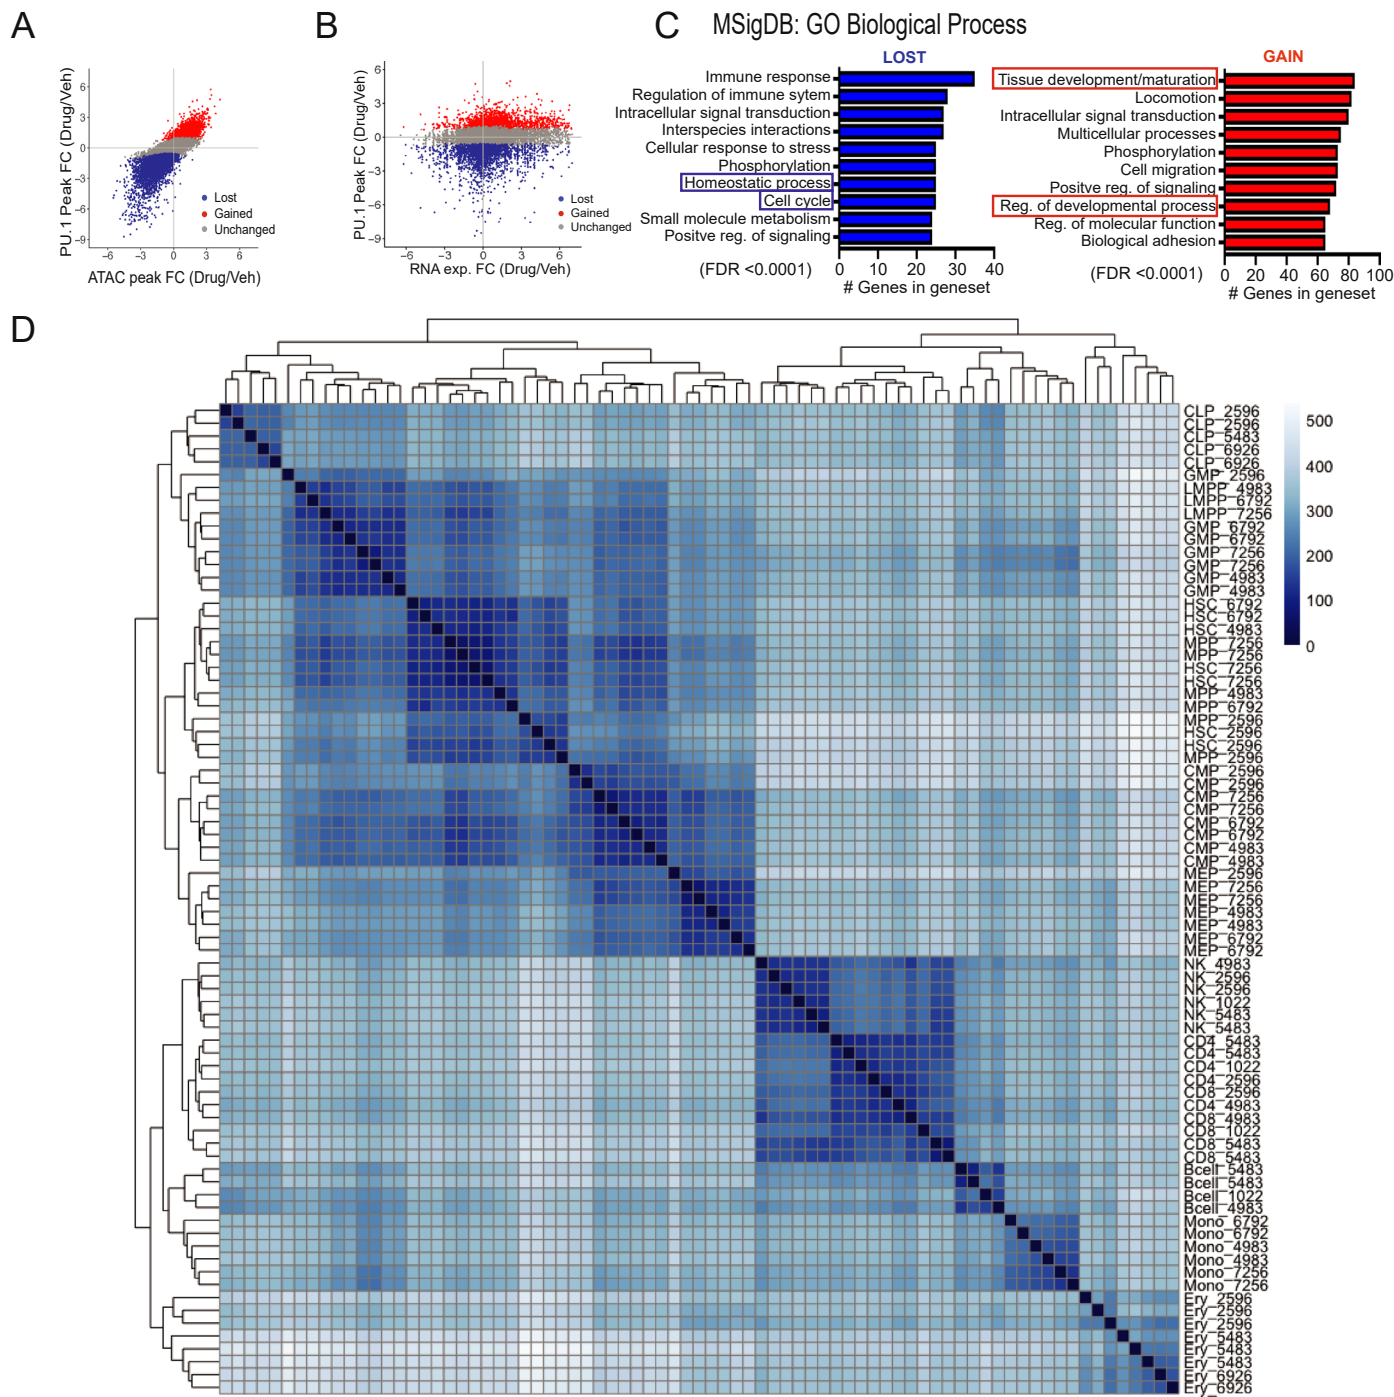 A
B
C
MSigDB: GO Biological Process
PU.1 Peak FC (Drug/Veh)
6
3
0
−3
−6
−9
−6
−3
0
3
6
ATAC peak FC (Drug/Veh)
Lost
Gained
Unchanged
PU.1 Peak FC (Drug/Veh)
6
3
0
−3
−6
−9
−6
−3
0
3
6
RNA exp. FC (Drug/Veh)
Lost
Gained
Unchanged
LOST
Immune response
Regulation of immune sytem
Intracellular signal transduction
Interspecies interactions
Cellular response to stress
Phosphorylation
Homeostatic process
Cell cycle
Small molecule metabolism
Positve reg. of signaling
(FDR <0.0001)
0 10 20 30 40
# Genes in geneset
GAIN
Tissue development/maturation
Locomotion
Intracellular signal transduction
Multicellular processes
Phosphorylation
Cell migration
Positve reg. of signaling
Reg. of developmental process
Reg. of molecular function
Biological adhesion
(FDR <0.0001)
0 20 40 60 80 100
# Genes in geneset
D
CLP_2596
CLP_2596
CLP_5483
CLP_6926
CLP_6926
GMP_2596
LMPP_4983
LMPP_6792
LMPP_7256
GMP_6792
GMP_6792
GMP_7256
GMP_7256
GMP_4983
GMP_4983
HSC_6792
HSC_6792
HSC_4983
MPP_7256
MPP_7256
HSC_7256
HSC_7256
MPP_4983
MPP_6792
MPP_2596
HSC_2596
HSC_2596
MPP_2596
CMP_2596
CMP_2596
CMP_7256
CMP_7256
CMP_6792
CMP_6792
CMP_4983
CMP_4983
MEP_2596
MEP_7256
MEP_7256
MEP_4983
MEP_4983
MEP_6792
MEP_6792
NK_4983
NK_2596
NK_2596
NK_1022
NK_5483
NK_5483
CD4_5483
CD4_5483
CD4_1022
CD4_2596
CD8_2596
CD4_4983
CD8_4983
CD8_1022
CD8_5483
CD8_5483
Bcell_5483
Bcell_5483
Bcell_1022
Bcell_4983
Mono_6792
Mono_6792
Mono_4983
Mono_4983
Mono_7256
Mono_7256
Ery_2596
Ery_2596
Ery_2596
Ery_5483
Ery_5483
Ery_5483
Ery_6926
Ery_6926
500
400
300
200
100
0